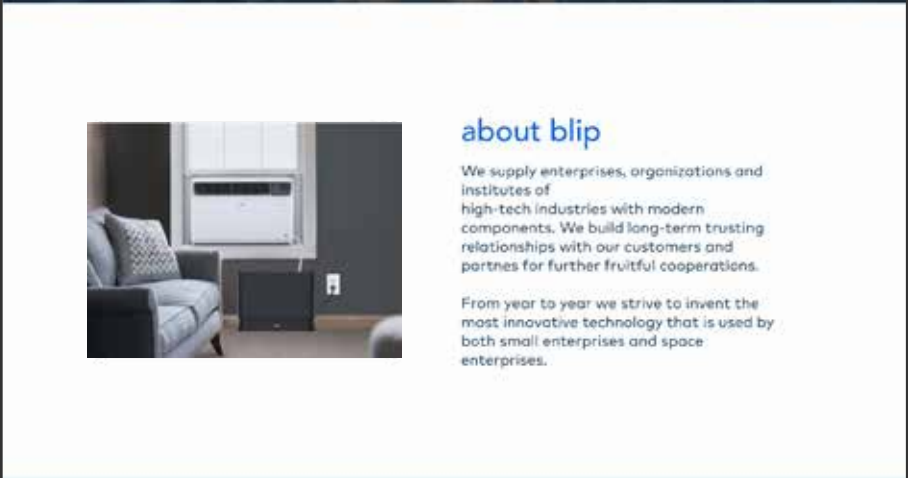 about blip
We supply enterprises, organizations and
institutes of
high-tech industries with modern
components. We build long-term trusting
relationships with our customers and
partnes for further fruitful cooperations.
From year to year we strive to invent the
most innovative technology that is used by
both small enterprises and space
enterprises.